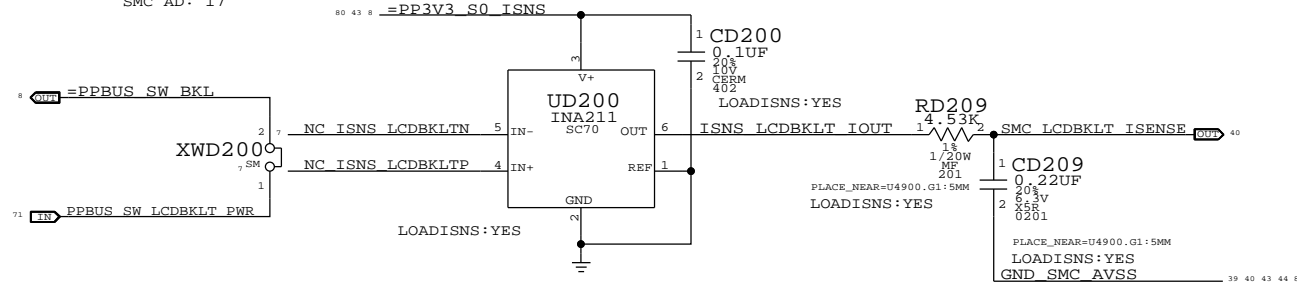 SMC AD: 17
80 43 8 =PP3V3_S0_ISNS
1 CD200
0.1UF
20%
10V
2 CERM
402
LOADISNS:YES
3
V+
UD200
INA211
SC70
8 OUT =PPBUS_SW_BKL
2 7 NC_ISNS_LCDBKLTN 5 IN-
OUT 6 ISNS_LCDBKLT_IOUT
RD209
1 4.53K 2
1%
1/20W
MF
201
SMC_LCDBKLT_ISENSE OUT 40
XWD200
7 SM
1
NC_ISNS_LCDBKLTP 4 IN+
REF 1
GND
2
71 IN PPBUS_SW_LCDBKLT_PWR
LOADISNS:YES
PLACE_NEAR=U4900.G1:5MM
LOADISNS:YES
1 CD209
0.22UF
20%
6.3V
2 X5R
0201
PLACE_NEAR=U4900.G1:5MM
LOADISNS:YES
GND_SMC_AVSS 39 40 43 44 8